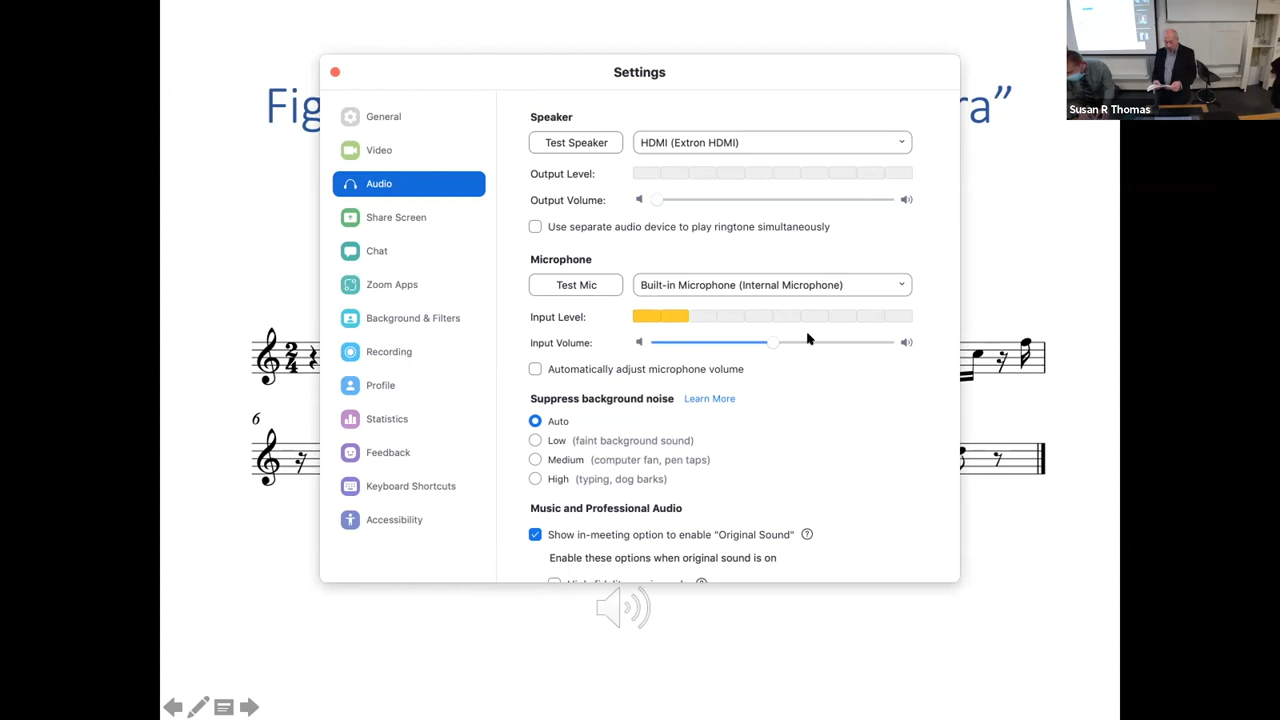 Settings
Fig
ra”
Susan R Thomas
General
Video
Audio
Share Screen
Chat
Zoom Apps
Background & Filters
Recording
Profile
Statistics
Feedback
Keyboard Shortcuts
Accessibility
Speaker
Test Speaker HDMI (Extron HDMI)
Output Level:
Output Volume:
Use separate audio device to play ringtone simultaneously
Microphone
Test Mic Built-in Microphone (Internal Microphone)
Input Level:
Input Volume:
Automatically adjust microphone volume
Suppress background noise Learn More
Auto
Low (faint background sound)
Medium (computer fan, pen taps)
High (typing, dog barks)
Music and Professional Audio
Show in-meeting option to enable "Original Sound" ?
Enable these options when original sound is on
2
4
6